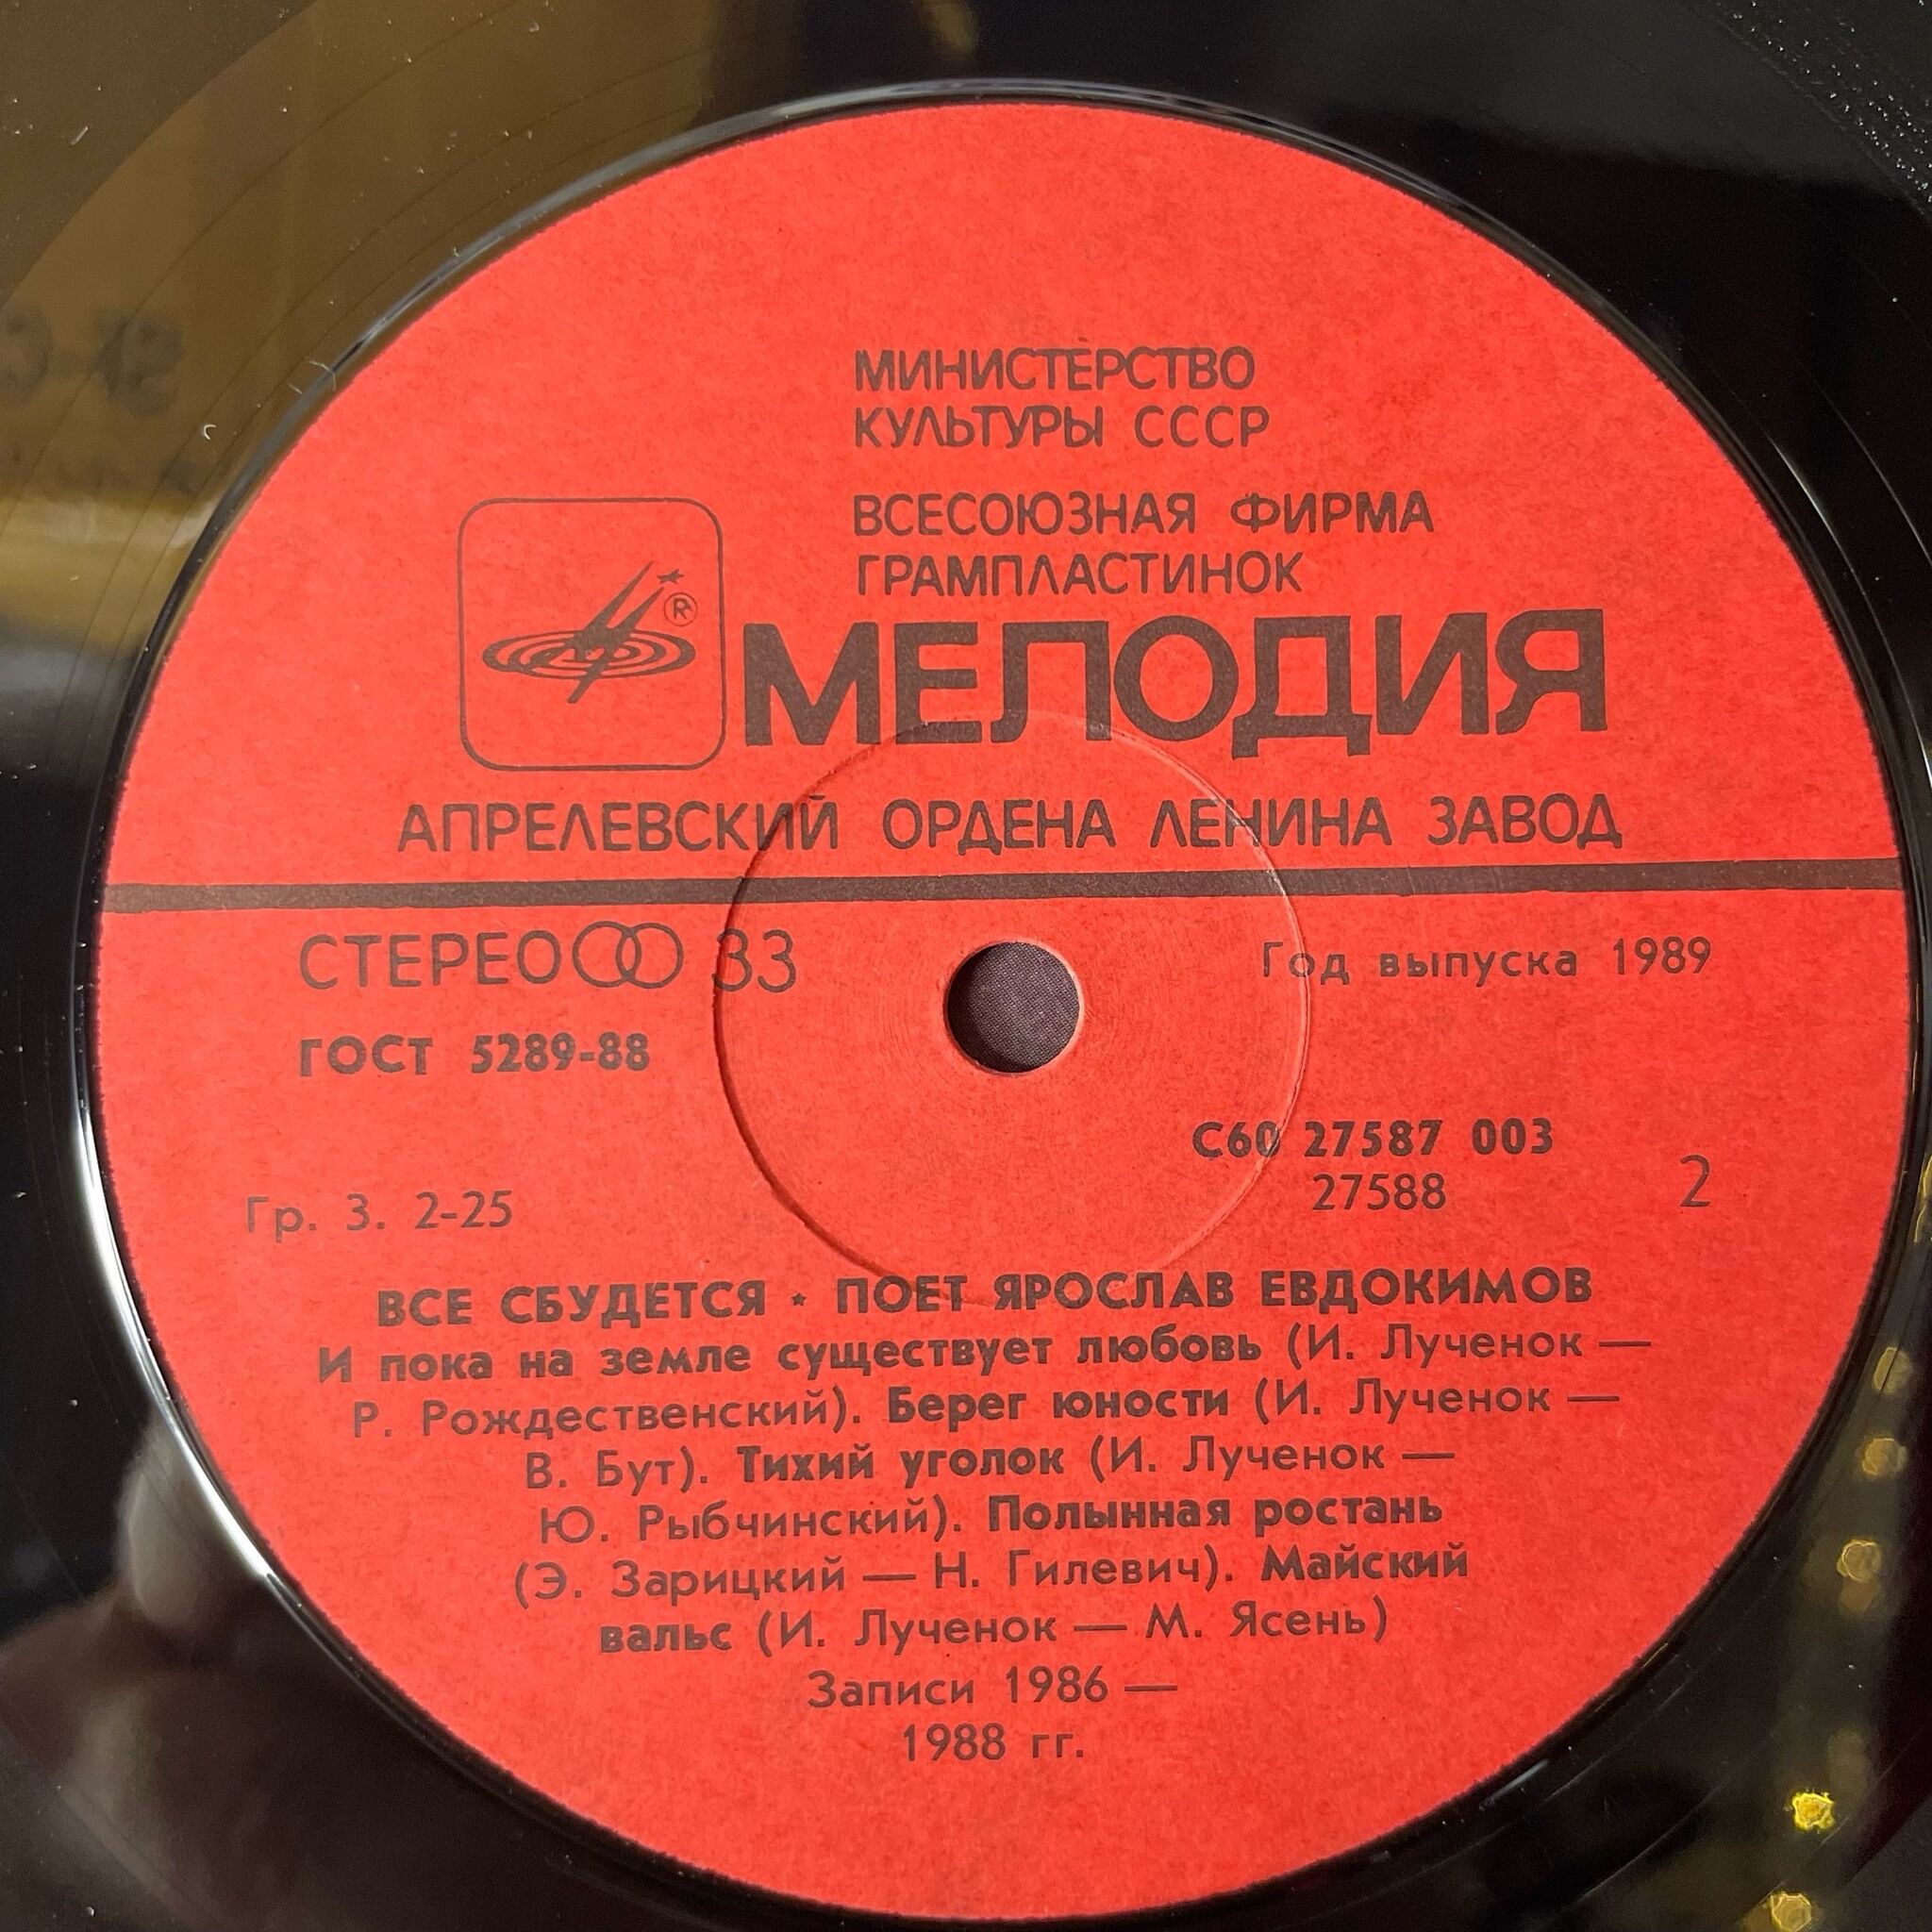 МИНИСТЕРСТВО
КУЛЬТУРЫ СССР
ВСЕСОЮЗНАЯ ФИРМА
ГРАМПЛАСТИНОК
®
МЕЛОДИЯ
АПРЕЛЕВСКИЙ ОРДЕНА ЛЕНИНА ЗАВОД
СТЕРЕО 33
Год выпуска 1989
ГОСТ 5289-88
С60 27587 003
27588
2
Гр. 3. 2-25
ВСЕ СБУДЕТСЯ ⋆ ПОЕТ ЯРОСЛАВ ЕВДОКИМОВ
И пока на земле существует любовь (И. Лученок —
Р. Рождественский). Берег юности (И. Лученок —
В. Бут). Тихий уголок (И. Лученок —
Ю. Рыбчинский). Полынная ростань
(Э. Зарицкий — Н. Гилевич). Майский
вальс (И. Лученок — М. Ясень)
Записи 1986 —
1988 гг.